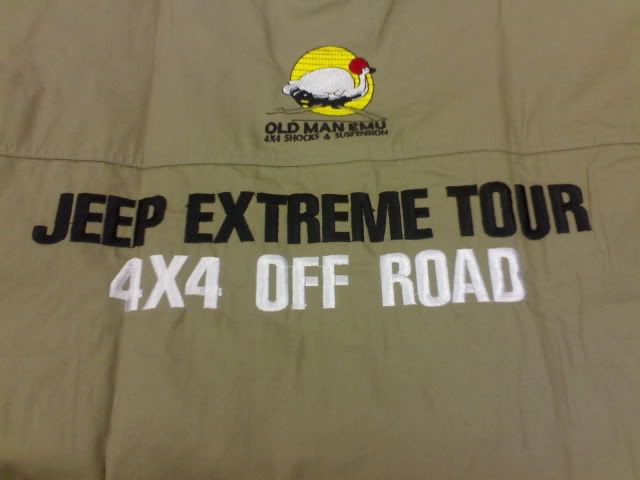 OLD MAN EMU
4X4 SHOCKS & SUSPENSION
JEEP EXTREME TOUR
4X4 OFF ROAD